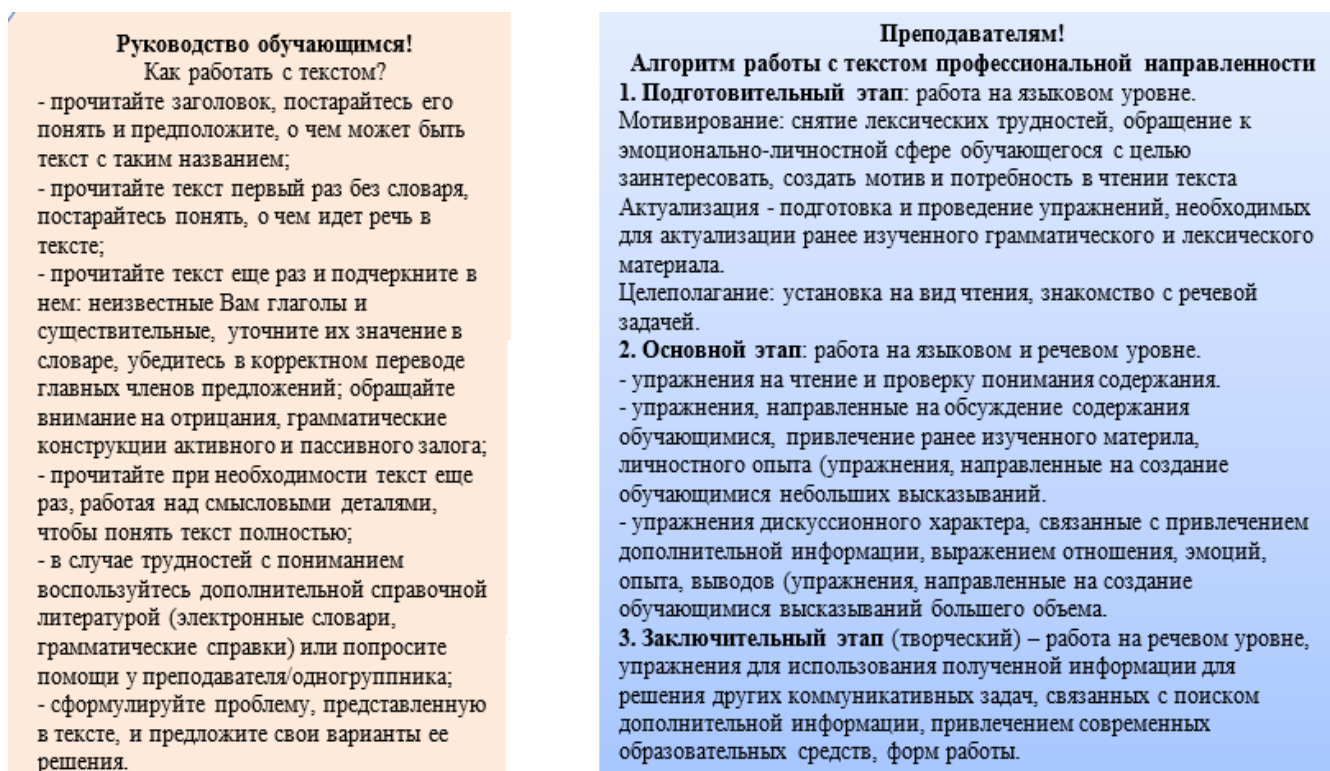 Руководство обучающимся!
Как работать с текстом?
- прочитайте заголовок, постарайтесь его
понять и предположите, о чем может быть
текст с таким названием;
- прочитайте текст первый раз без словаря,
постарайтесь понять, о чем идет речь в
тексте;
- прочитайте текст еще раз и подчеркните в
нем: неизвестные Вам глаголы и
существительные, уточните их значение в
словаре, убедитесь в корректном переводе
главных членов предложений; обращайте
внимание на отрицания, грамматические
конструкции активного и пассивного залога;
- прочитайте при необходимости текст еще
раз, работая над смысловыми деталями,
чтобы понять текст полностью;
- в случае трудностей с пониманием
воспользуйтесь дополнительной справочной
литературой (электронные словари,
грамматические справки) или попросите
помощи у преподавателя/одногруппника;
- сформулируйте проблему, представленную
в тексте, и предложите свои варианты ее
решения.
Преподавателям!
Алгоритм работы с текстом профессиональной направленности
1. Подготовительный этап: работа на языковом уровне.
Мотивирование: снятие лексических трудностей, обращение к
эмоционально-личностной сфере обучающегося с целью
заинтересовать, создать мотив и потребность в чтении текста
Актуализация - подготовка и проведение упражнений, необходимых
для актуализации ранее изученного грамматического и лексического
материала.
Целеполагание: установка на вид чтения, знакомство с речевой
задачей.
2. Основной этап: работа на языковом и речевом уровне.
- упражнения на чтение и проверку понимания содержания.
- упражнения, направленные на обсуждение содержания
обучающимися, привлечение ранее изученного материла,
личностного опыта (упражнения, направленные на создание
обучающимися небольших высказываний.
- упражнения дискуссионного характера, связанные с привлечением
дополнительной информации, выражением отношения, эмоций,
опыта, выводов (упражнения, направленные на создание
обучающимися высказываний большего объема.
3. Заключительный этап (творческий) – работа на речевом уровне,
упражнения для использования полученной информации для
решения других коммуникативных задач, связанных с поиском
дополнительной информации, привлечением современных
образовательных средств, форм работы.